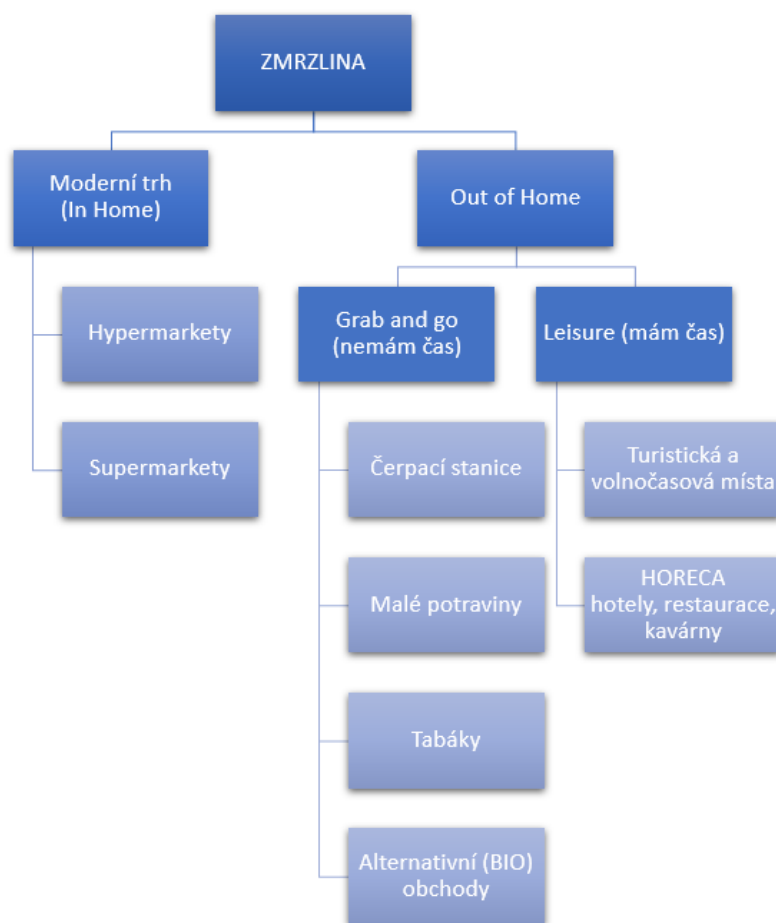 ZMRZLINA
Moderní trh
(In Home)
Out of Home
Hypermarkety
Supermarkety
Grab and go
(nemám čas)
Leisure (mám čas)
Čerpací stanice
Malé potraviny
Tabáky
Alternativní (BIO)
obchody
Turistická a
volnočasová místa
HORECA
hotely, restaurace,
kavárny